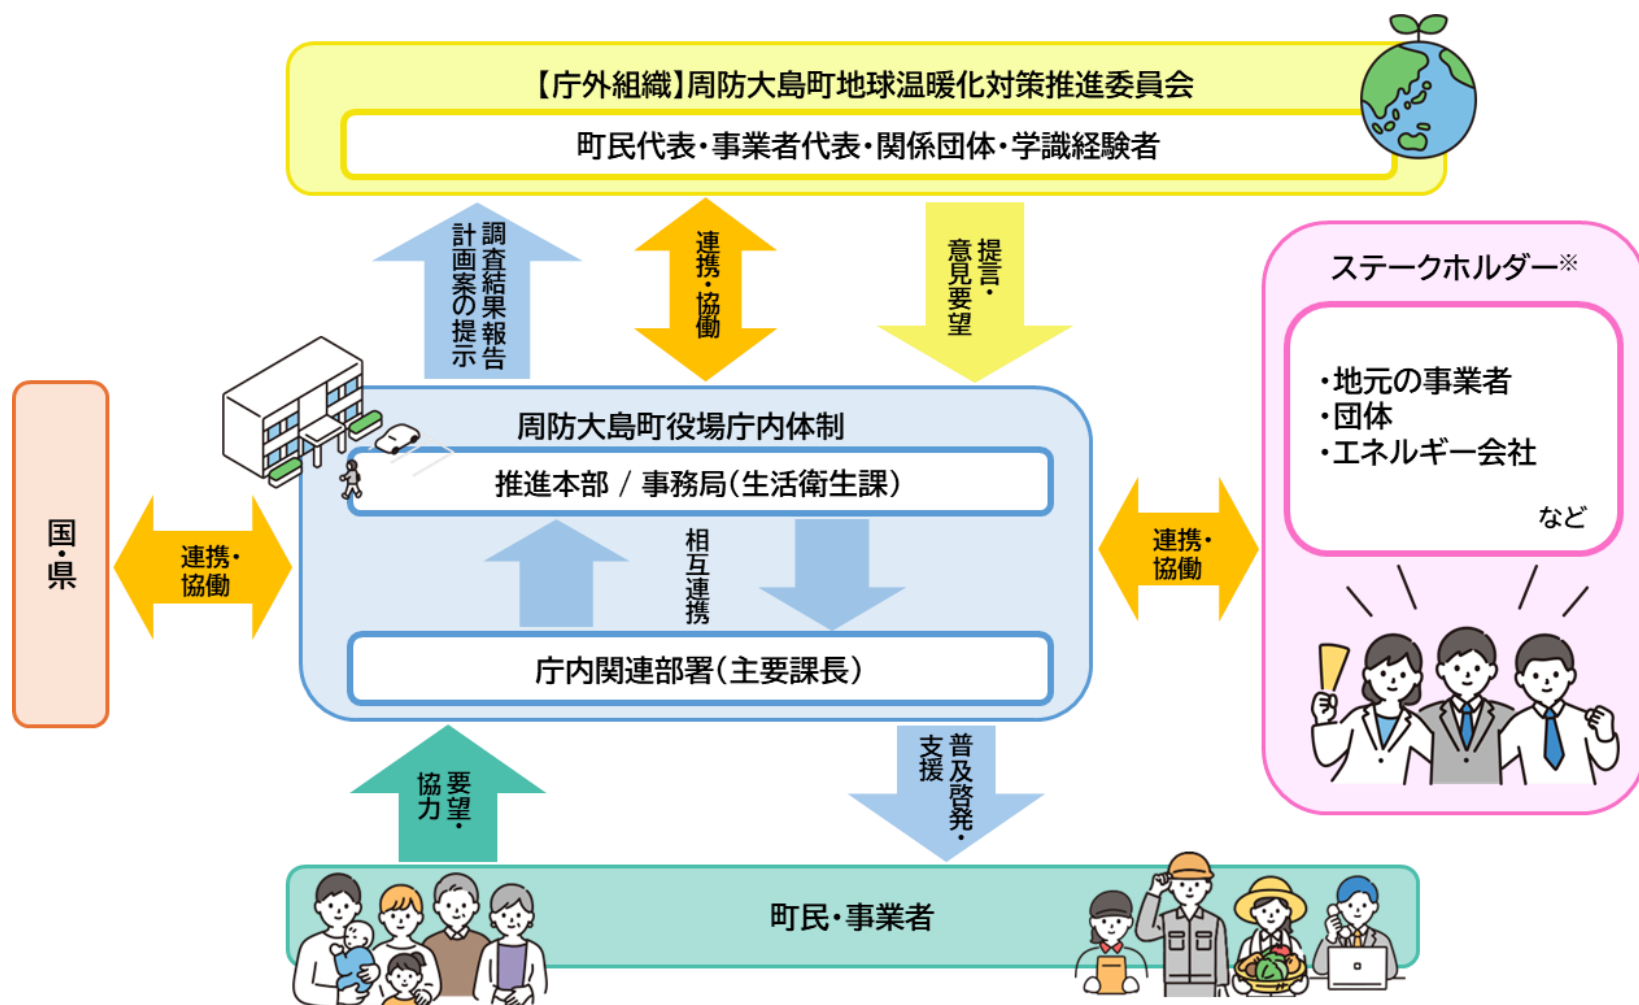 【庁外組織】周防大島町地球温暖化対策推進委員会
町民代表・事業者代表・関係団体・学識経験者
調査結果報告
計画案の提示
連携・協働
提言・
意見要望
ステークホルダー※
・地元の事業者
・団体
・エネルギー会社
など
周防大島町役場庁内体制
推進本部 / 事務局（生活衛生課）
相互連携
庁内関連部署（主要課長）
国・県
連携・
協働
連携・
協働
要望・
協力
普及啓発・
支援
町民・事業者